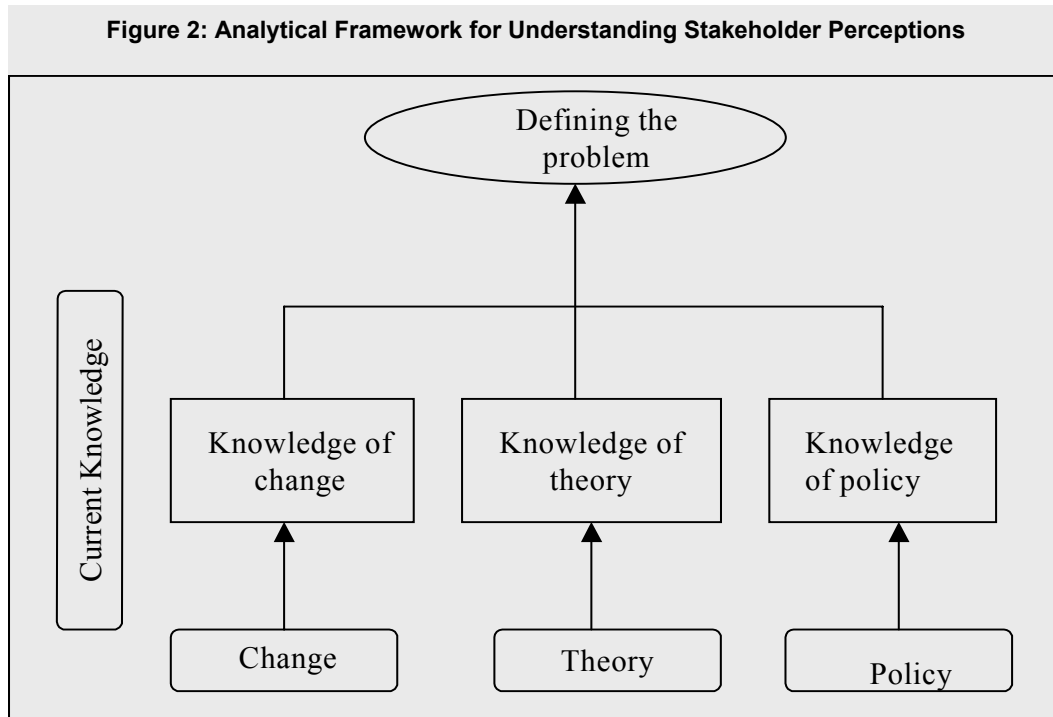 Figure 2: Analytical Framework for Understanding Stakeholder Perceptions
Defining the
problem
Current Knowledge
Knowledge of
change
Knowledge of
theory
Knowledge
of policy
Change
Theory
Policy